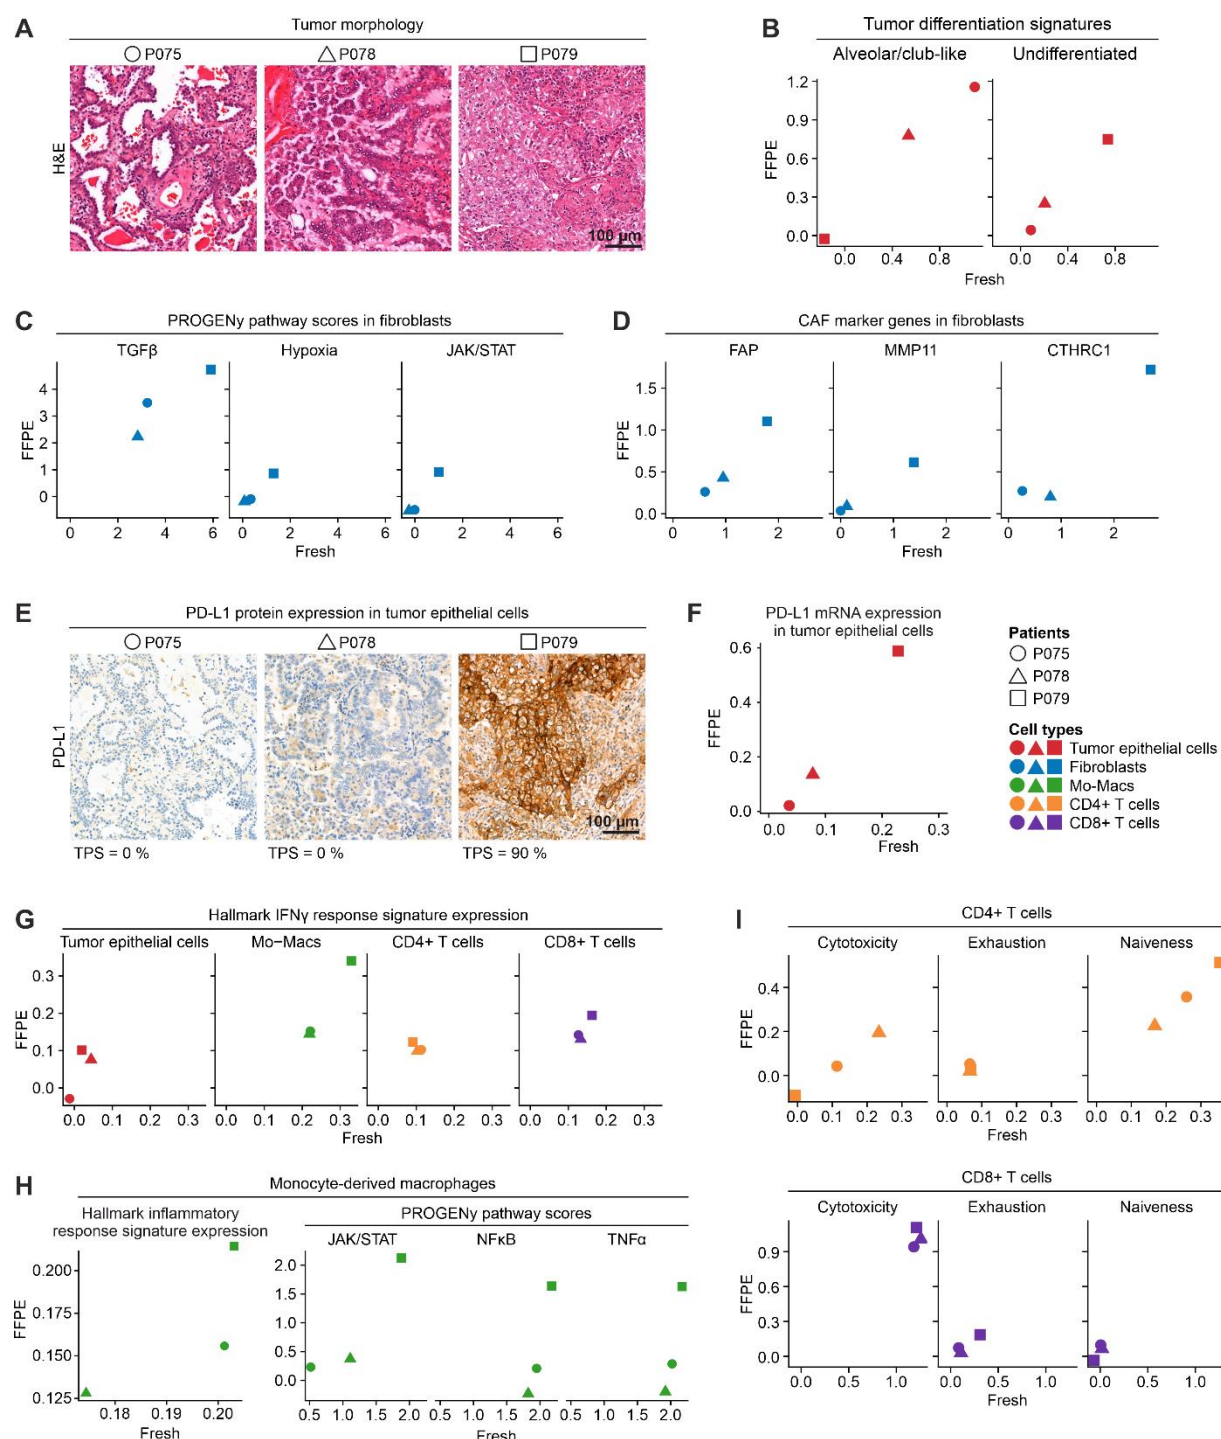 A
Tumor morphology
P075
P078
P079
H&E
100 µm
B
Tumor differentiation signatures
Alveolar/club-like
Undifferentiated
FFPE
1.2
0.9
0.6
0.3
0.0
0.0 0.4 0.8
0.0 0.4 0.8
Fresh
C
PROGENy pathway scores in fibroblasts
TGFβ
Hypoxia
JAK/STAT
FFPE
4
3
2
1
0
0 2 4 6
0 2 4 6
0 2 4 6
Fresh
D
CAF marker genes in fibroblasts
FAP
MMP11
CTHRC1
FFPE
1.5
1.0
0.5
0.0
0 1 2
0 1 2
0 1 2
Fresh
E
PD-L1 protein expression in tumor epithelial cells
P075
P078
P079
PD-L1
100 µm
TPS = 0 %
TPS = 0 %
TPS = 90 %
F
PD-L1 mRNA expression
in tumor epithelial cells
FFPE
0.6
0.4
0.2
0.0
0.0 0.1 0.2 0.3
Fresh
Patients
P075
P078
P079
Cell types
Tumor epithelial cells
Fibroblasts
Mo-Macs
CD4+ T cells
CD8+ T cells
G
Hallmark IFNγ response signature expression
Tumor epithelial cells
Mo−Macs
CD4+ T cells
CD8+ T cells
FFPE
0.3
0.2
0.1
0.0
0.0 0.1 0.2 0.3
0.0 0.1 0.2 0.3
0.0 0.1 0.2 0.3
0.0 0.1 0.2 0.3
Fresh
H
Monocyte-derived macrophages
Hallmark inflammatory
response signature expression
FFPE
0.200
0.175
0.150
0.125
0.18 0.19 0.20
Fresh
PROGENy pathway scores
JAK/STAT
NFκB
TNFα
2.0
1.5
1.0
0.5
0.0
0.5 1.0 1.5 2.0
0.5 1.0 1.5 2.0
0.5 1.0 1.5 2.0
Fresh
I
CD4+ T cells
Cytotoxicity
Exhaustion
Naiveness
FFPE
0.4
0.2
0.0
0.0 0.1 0.2 0.3
0.0 0.1 0.2 0.3
0.0 0.1 0.2 0.3
Fresh
CD8+ T cells
Cytotoxicity
Exhaustion
Naiveness
FFPE
0.9
0.6
0.3
0.0
0.0 0.5 1.0
0.0 0.5 1.0
0.0 0.5 1.0
Fresh